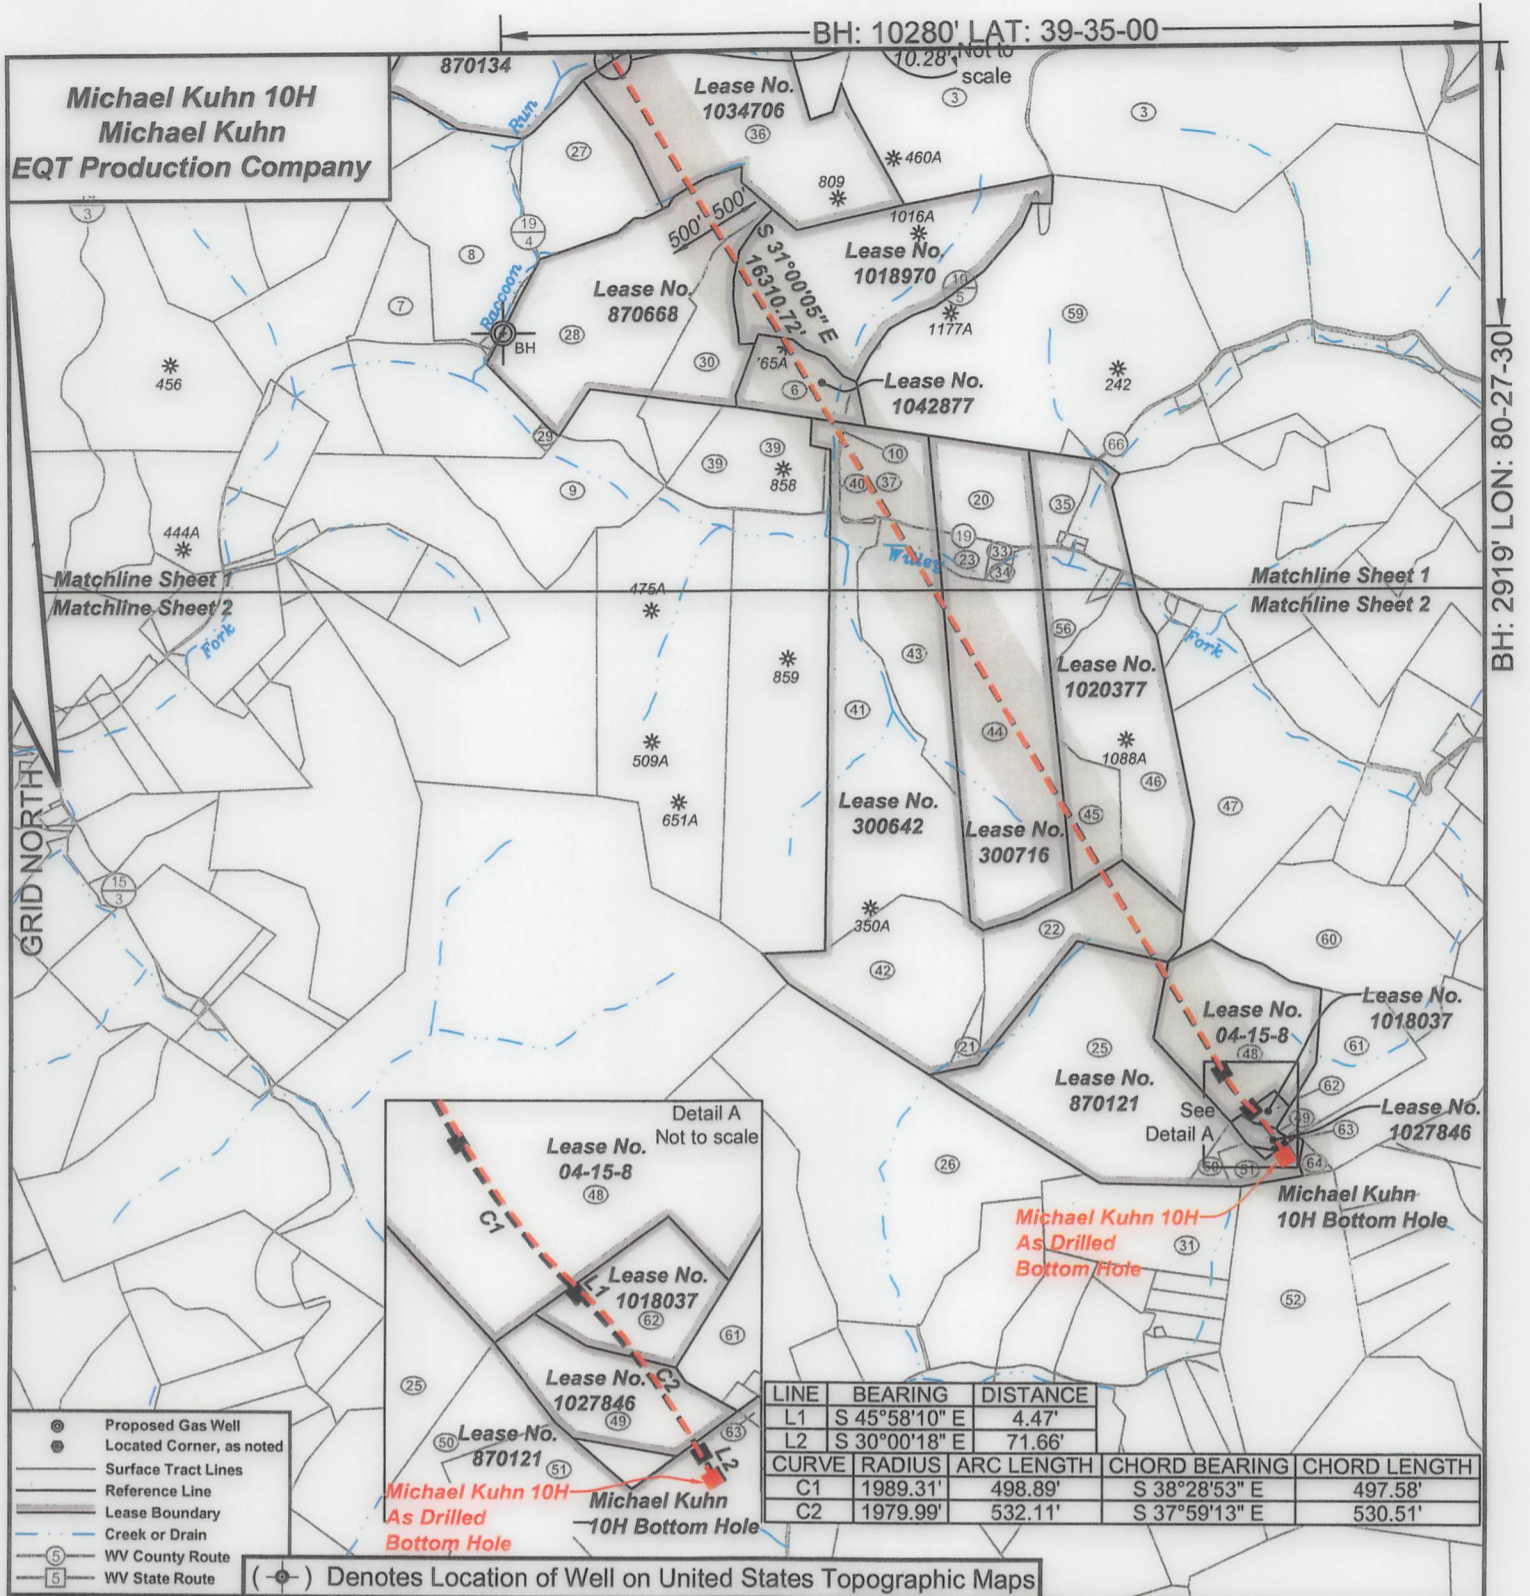 BH: 10280' LAT: 39-35-00
10.28'
Not to
scale
Michael Kuhn 10H
Michael Kuhn
EQT Production Company
870134
Run
Lease No.
1034706
36
3
3
27
460A
809
500' 500'
3
19
4
8
1016A
Lease No.
1018970
S 31°00'05" E
16310.72'
Raccoon
Lease No.
870668
7
5
1177A
59
BH
28
30
'65A
6
Lease No.
1042877
456
242
BH: 2919' LON: 80-27-30
29
39
39
858
10
40
37
20
35
66
9
19
23
33
34
444A
Matchline Sheet 1
Matchline Sheet 2
Matchline Sheet 1
Matchline Sheet 2
Fork
475A
Fork
859
43
56
Lease No.
1020377
41
44
509A
1088A
46
47
651A
Lease No.
300642
Lease No.
300716
45
GRID NORTH
15
3
350A
22
60
42
Lease No.
04-15-8
48
Lease No.
1018037
61
21
25
Lease No.
870121
62
See
Detail A
49
63
Lease No.
1027846
26
50
51
64
Michael Kuhn
10H Bottom Hole
Michael Kuhn 10H
As Drilled
Bottom Hole
31
52
Detail A
Not to scale
Lease No.
04-15-8
48
C1
L1
Lease No.
1018037
62
61
25
Lease No.
1027846
49
C2
63
50
Lease No.
870121
51
L2
Michael Kuhn 10H
As Drilled
Bottom Hole
Michael Kuhn
10H Bottom Hole
LINE BEARING DISTANCE
L1 S 45°58'10" E 4.47'
L2 S 30°00'18" E 71.66'
CURVE RADIUS ARC LENGTH CHORD BEARING CHORD LENGTH
C1 1989.31' 498.89' S 38°28'53" E 497.58'
C2 1979.99' 532.11' S 37°59'13" E 530.51'
Proposed Gas Well
Located Corner, as noted
Surface Tract Lines
Reference Line
Lease Boundary
Creek or Drain
5 WV County Route
5 WV State Route
( ) Denotes Location of Well on United States Topographic Maps